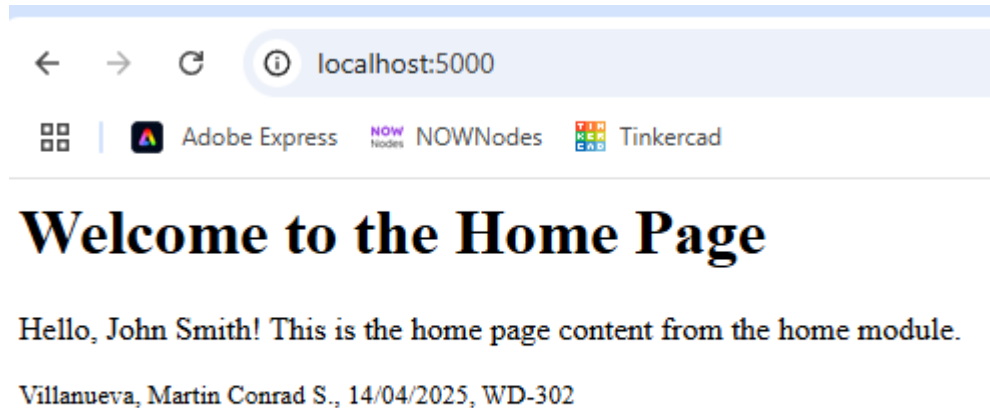 localhost:5000
Adobe Express NOW Nodes NOWNodes TINKERCAD Tinkercad
Welcome to the Home Page
Hello, John Smith! This is the home page content from the home module.
Villanueva, Martin Conrad S., 14/04/2025, WD-302